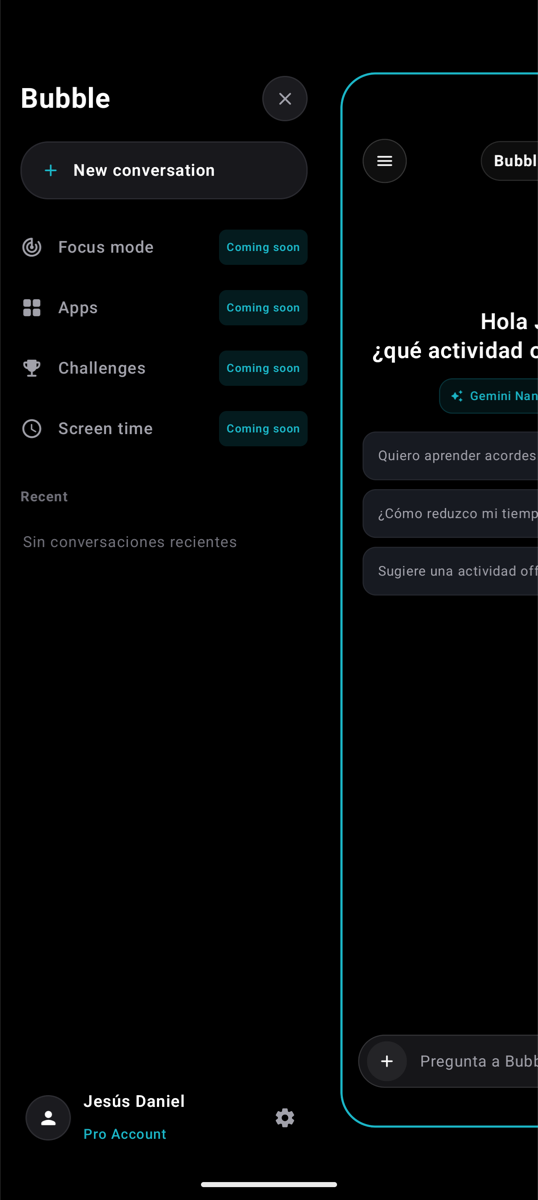 Bubble
New conversation
Focus mode
Coming soon
Apps
Coming soon
Challenges
Coming soon
Screen time
Coming soon
Recent
Sin conversaciones recientes
Jesús Daniel
Pro Account
Bubbl
Hola
¿qué actividad
Gemini Nan
Quiero aprender acordes
¿Cómo reduzco mi tiemp
Sugiere una actividad off
Pregunta a Bubb